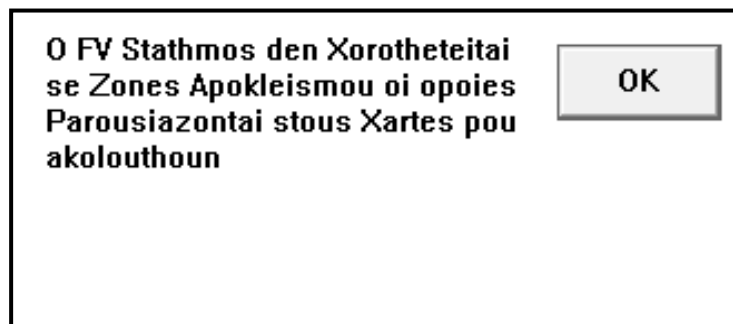 O FV Stathmos den Xorotheteitai
se Zones Apokleismou oi opoies
Parousiazontai stous Xartes pou
akolouthoun
OK